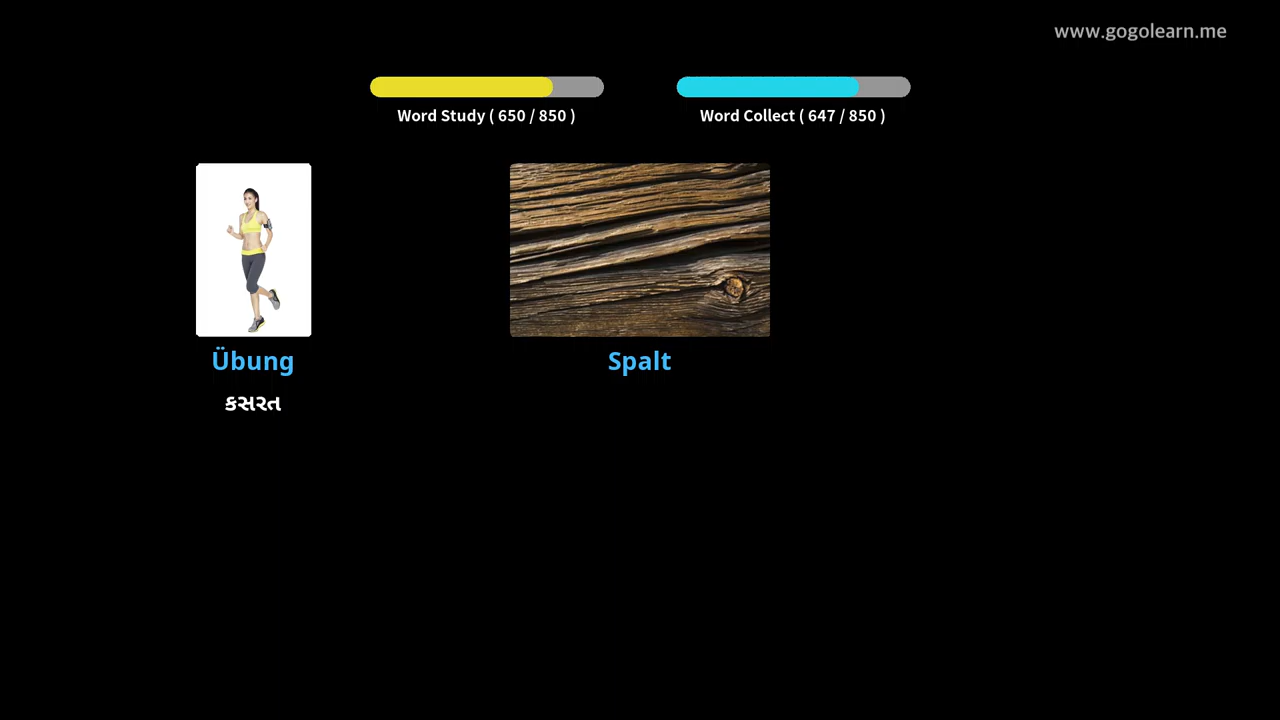 www.gogolearn.me
Word Study ( 650 / 850 )
Word Collect ( 647 / 850 )
Übung
કસરત
Spalt